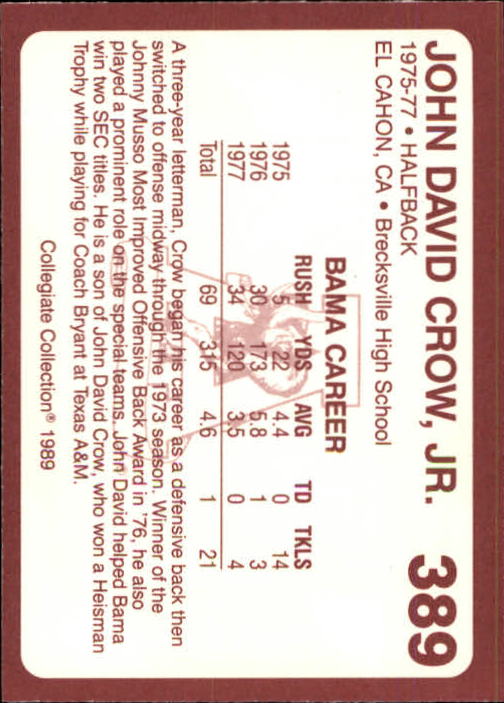 JOHN DAVID CROW, JR. 389
1975-77 • HALFBACK
EL CAHON, CA • Brecksville High School
BAMA CAREER
RUSH YDS AVG TD TKLS
1975 5 22 4.4 0 14
1976 30 173 5.8 1 3
1977 34 120 3.5 0 4
Total 69 315 4.6 1 21
A three-year letterman, Crow began his career as a defensive back then
switched to offense midway through the 1973 season. Winner of the
Johnny Musso Most Improved Offensive Back Award in '76, he also
played a prominent role on the special teams. John David helped Bama
win two SEC titles. He is a son of John David Crow, who won a Heisman
Trophy while playing for Coach Bryant at Texas A&M.
Collegiate Collection® 1989